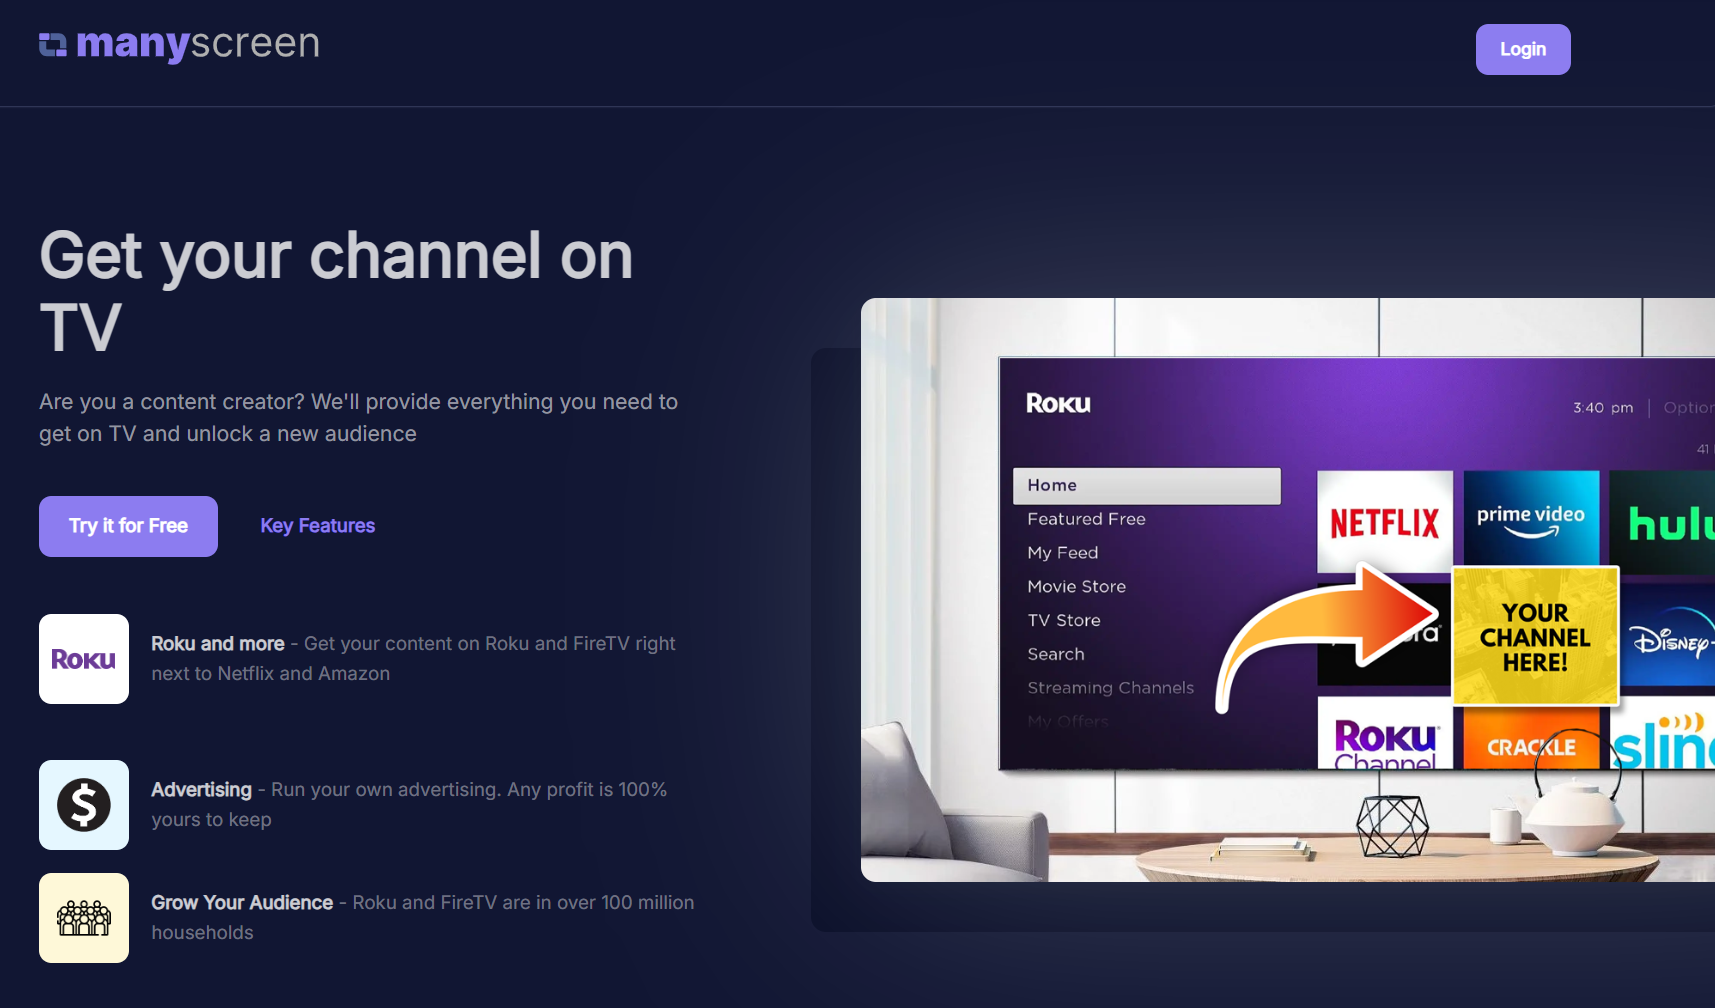 manyscreen
Login
Get your channel on
TV
Are you a content creator? We'll provide everything you need to
get on TV and unlock a new audience
Try it for Free
Key Features
Roku
Roku and more - Get your content on Roku and FireTV right
next to Netflix and Amazon
$
Advertising - Run your own advertising. Any profit is 100%
yours to keep
Grow Your Audience - Roku and FireTV are in over 100 million
households
Roku
3:40 pm
41
Home
Featured Free
My Feed
Movie Store
TV Store
Search
Streaming Channels
My Offers
NETFLIX
prime video
YOUR
CHANNEL
HERE!
Roku
Channel
CRACKLE